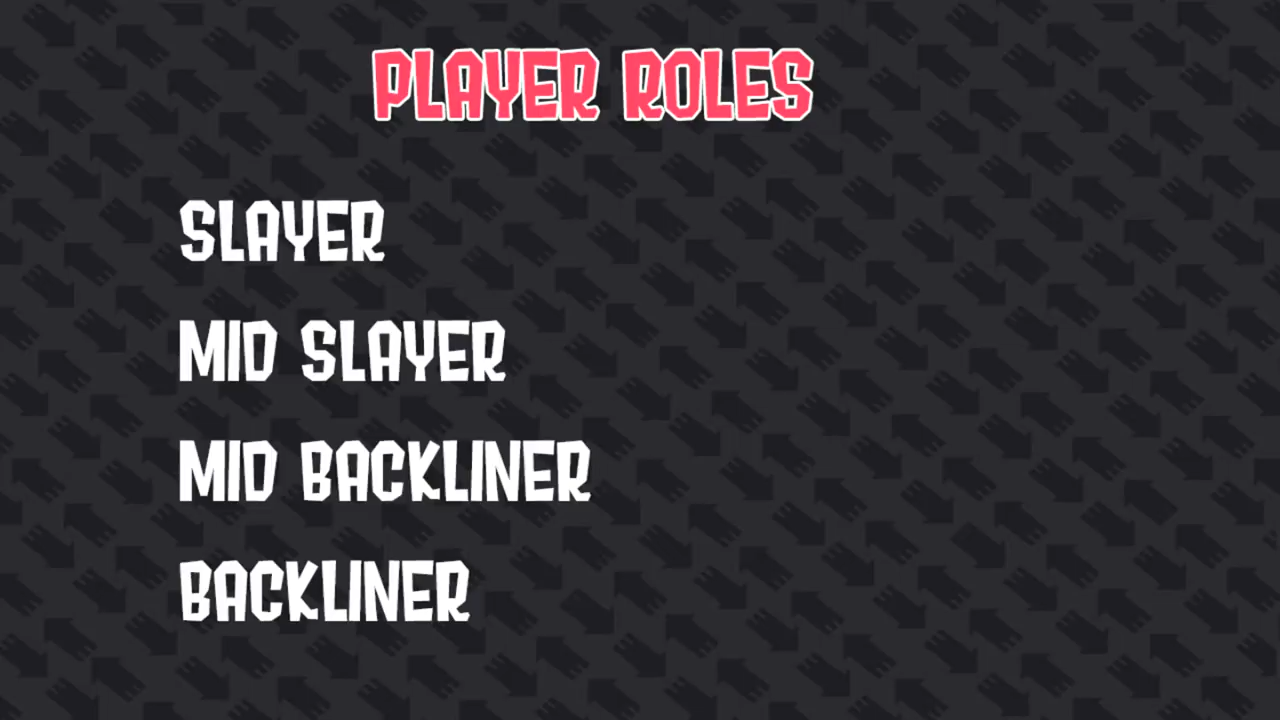 PLAYER ROLES
SLAYER
MID SLAYER
MID BACKLINER
BACKLINER